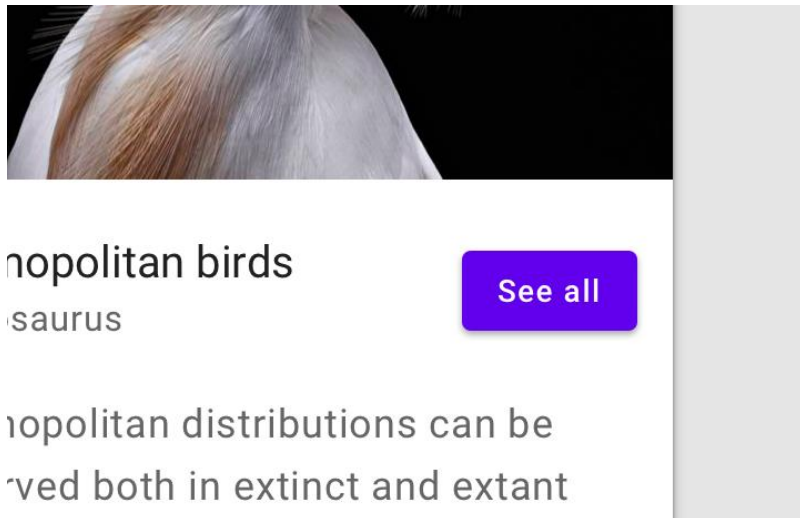 nopolitan birds
See all
saurus
nopolitan distributions can be
rved both in extinct and extant